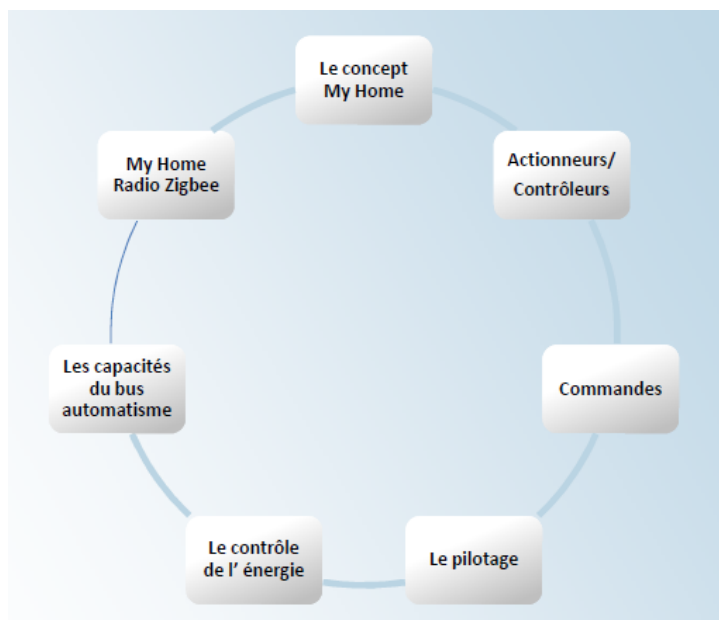 Le concept
My Home
Actionneurs/
Contrôleurs
Commandes
Le pilotage
Le contrôle
de l' énergie
Les capacités
du bus
automatisme
My Home
Radio Zigbee